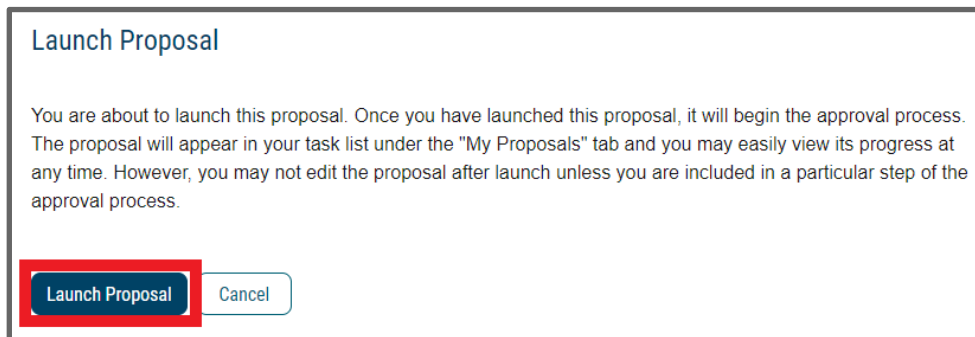 Launch Proposal
You are about to launch this proposal. Once you have launched this proposal, it will begin the approval process.
The proposal will appear in your task list under the "My Proposals" tab and you may easily view its progress at
any time. However, you may not edit the proposal after launch unless you are included in a particular step of the
approval process.
Launch Proposal Cancel